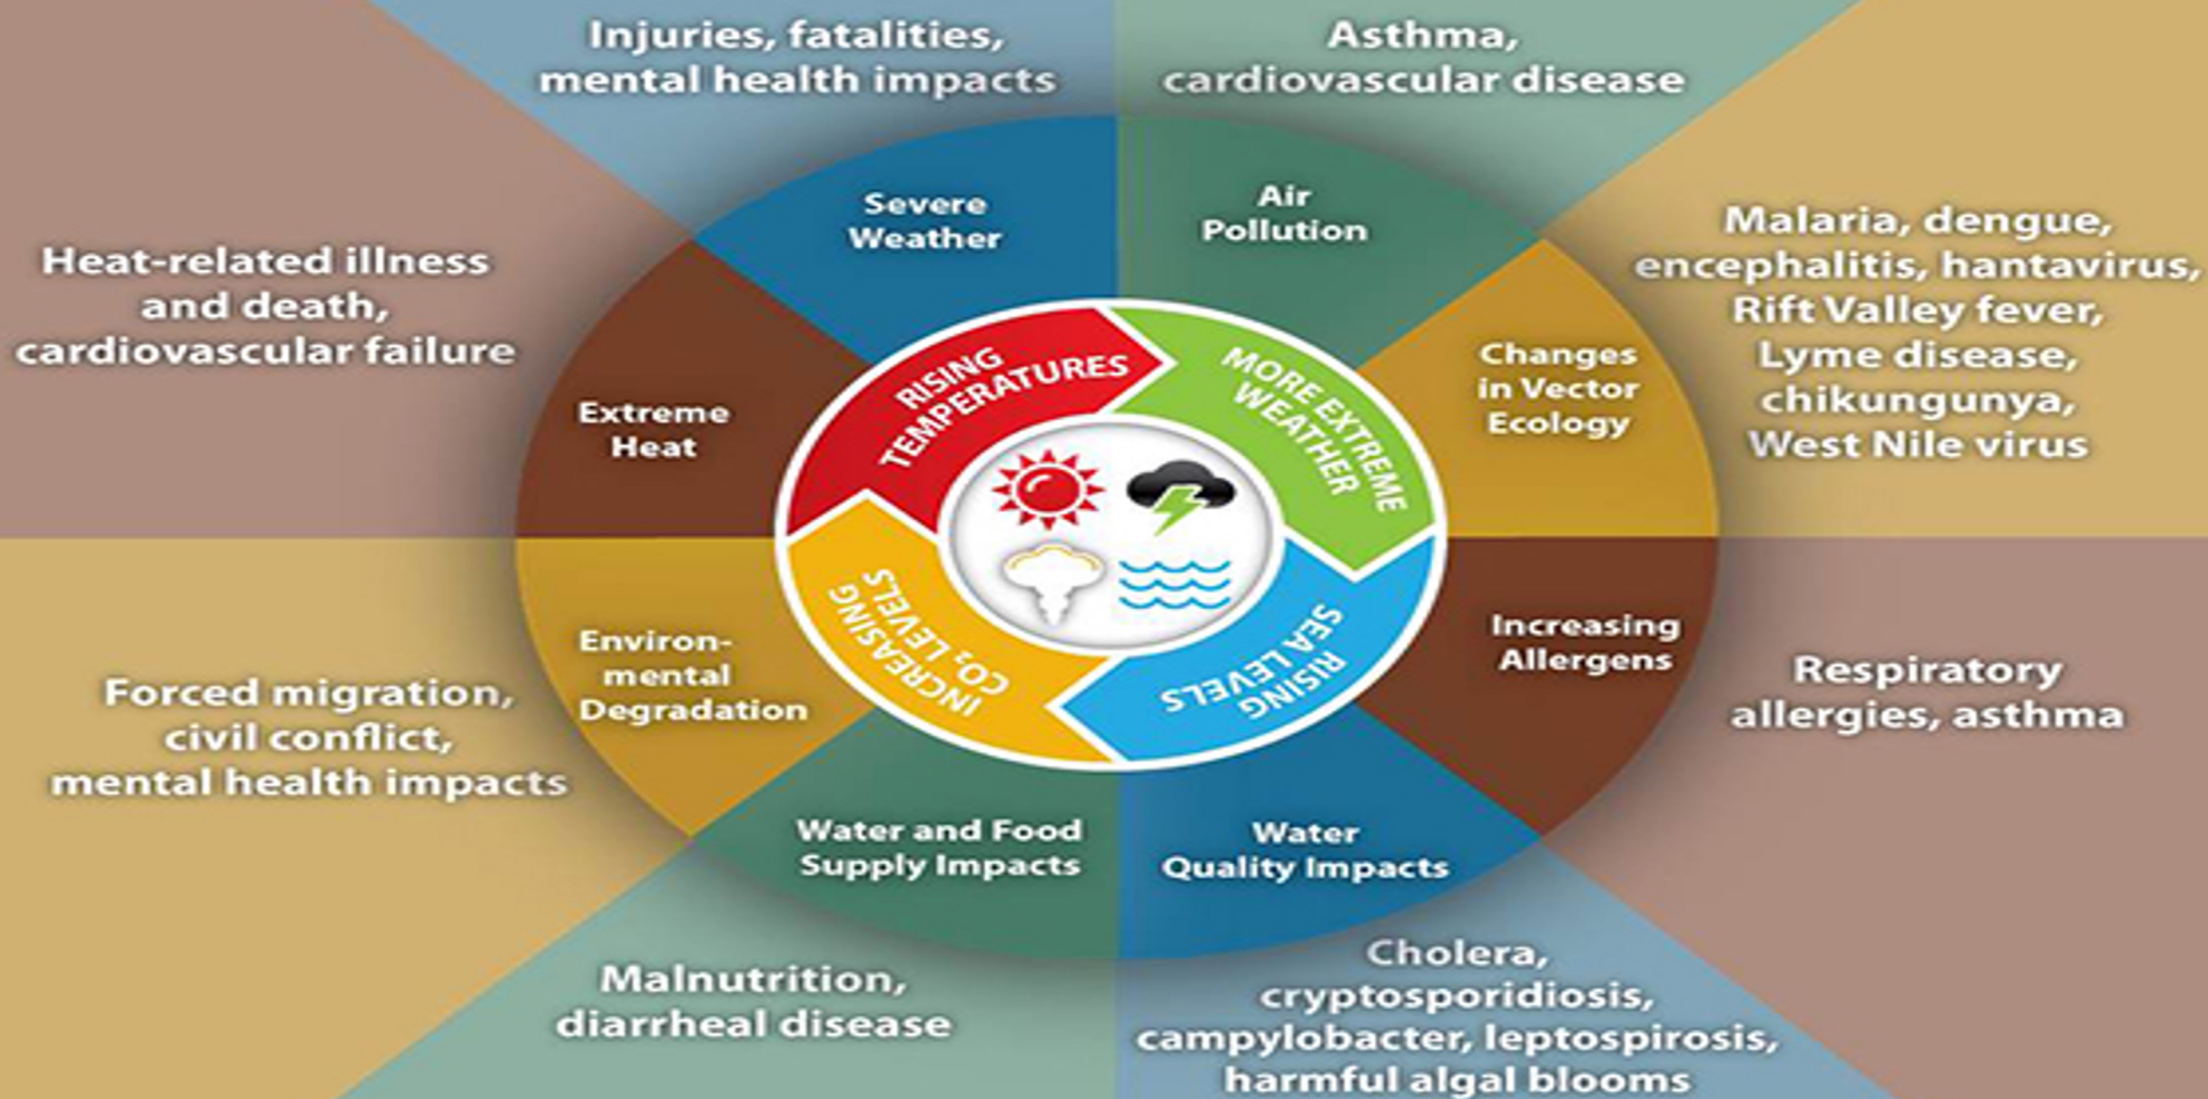 Injuries, fatalities,
mental health impacts
Asthma,
cardiovascular disease
Severe
Weather
Air
Pollution
Heat-related illness
and death,
cardiovascular failure
Malaria, dengue,
encephalitis, hantavirus,
Rift Valley fever,
Lyme disease,
chikungunya,
West Nile virus
Extreme
Heat
Changes
in Vector
Ecology
RISING
TEMPERATURES
MORE EXTREME
WEATHER
INCREASING
CO₂ LEVELS
RISING
SEA LEVELS
Environ-
mental
Degradation
Increasing
Allergens
Forced migration,
civil conflict,
mental health impacts
Respiratory
allergies, asthma
Water and Food
Supply Impacts
Water
Quality Impacts
Malnutrition,
diarrheal disease
Cholera,
cryptosporidiosis,
campylobacter, leptospirosis,
harmful algal blooms